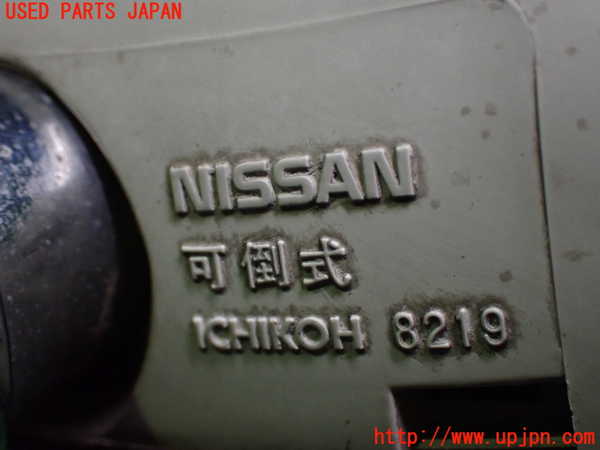 USED PARTS JAPAN
NISSAN
可倒式
ICHIKOH 8219
http://www.upjpn.com/